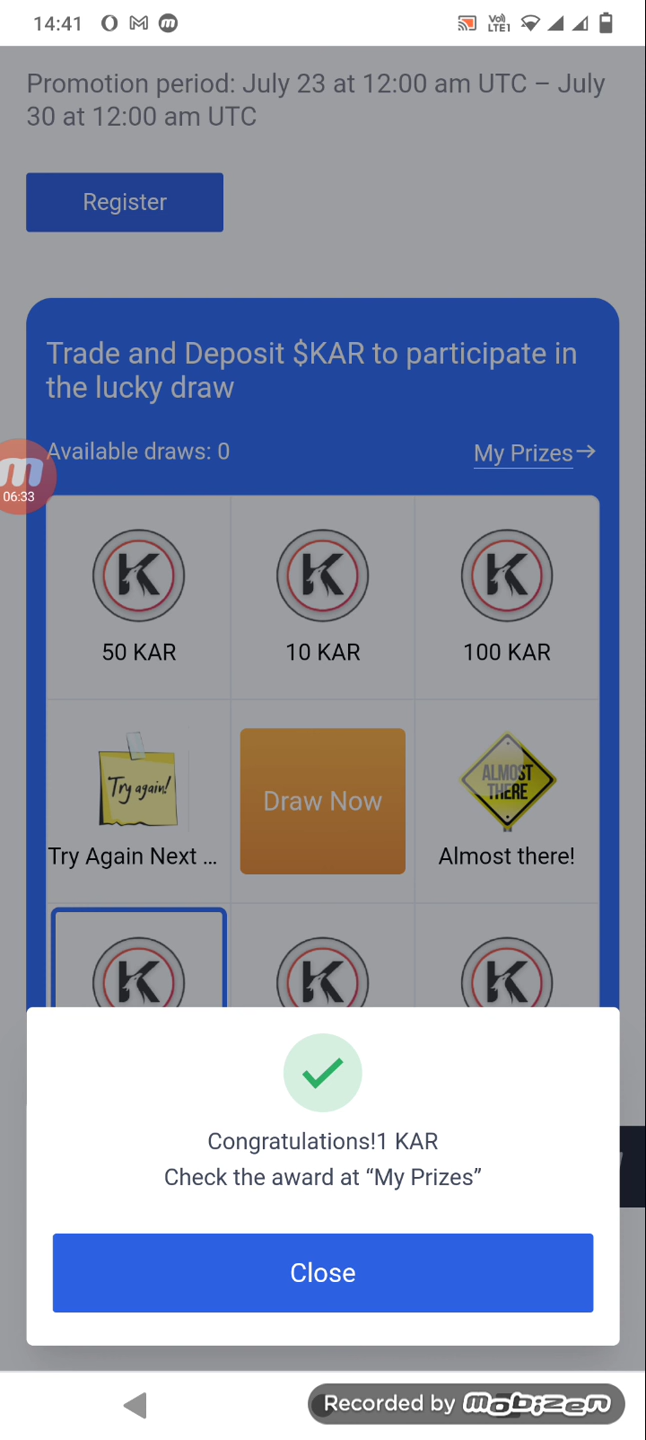 14:41
Vol) LTE1
Promotion period: July 23 at 12:00 am UTC – July
30 at 12:00 am UTC
Register
Trade and Deposit $KAR to participate in
the lucky draw
Available draws: 0
My Prizes→
06:33
50 KAR
10 KAR
100 KAR
Try again!
Draw Now
ALMOST
THERE
Try Again Next ...
Almost there!
Congratulations!1 KAR
Check the award at “My Prizes”
Close
Recorded by mobizen